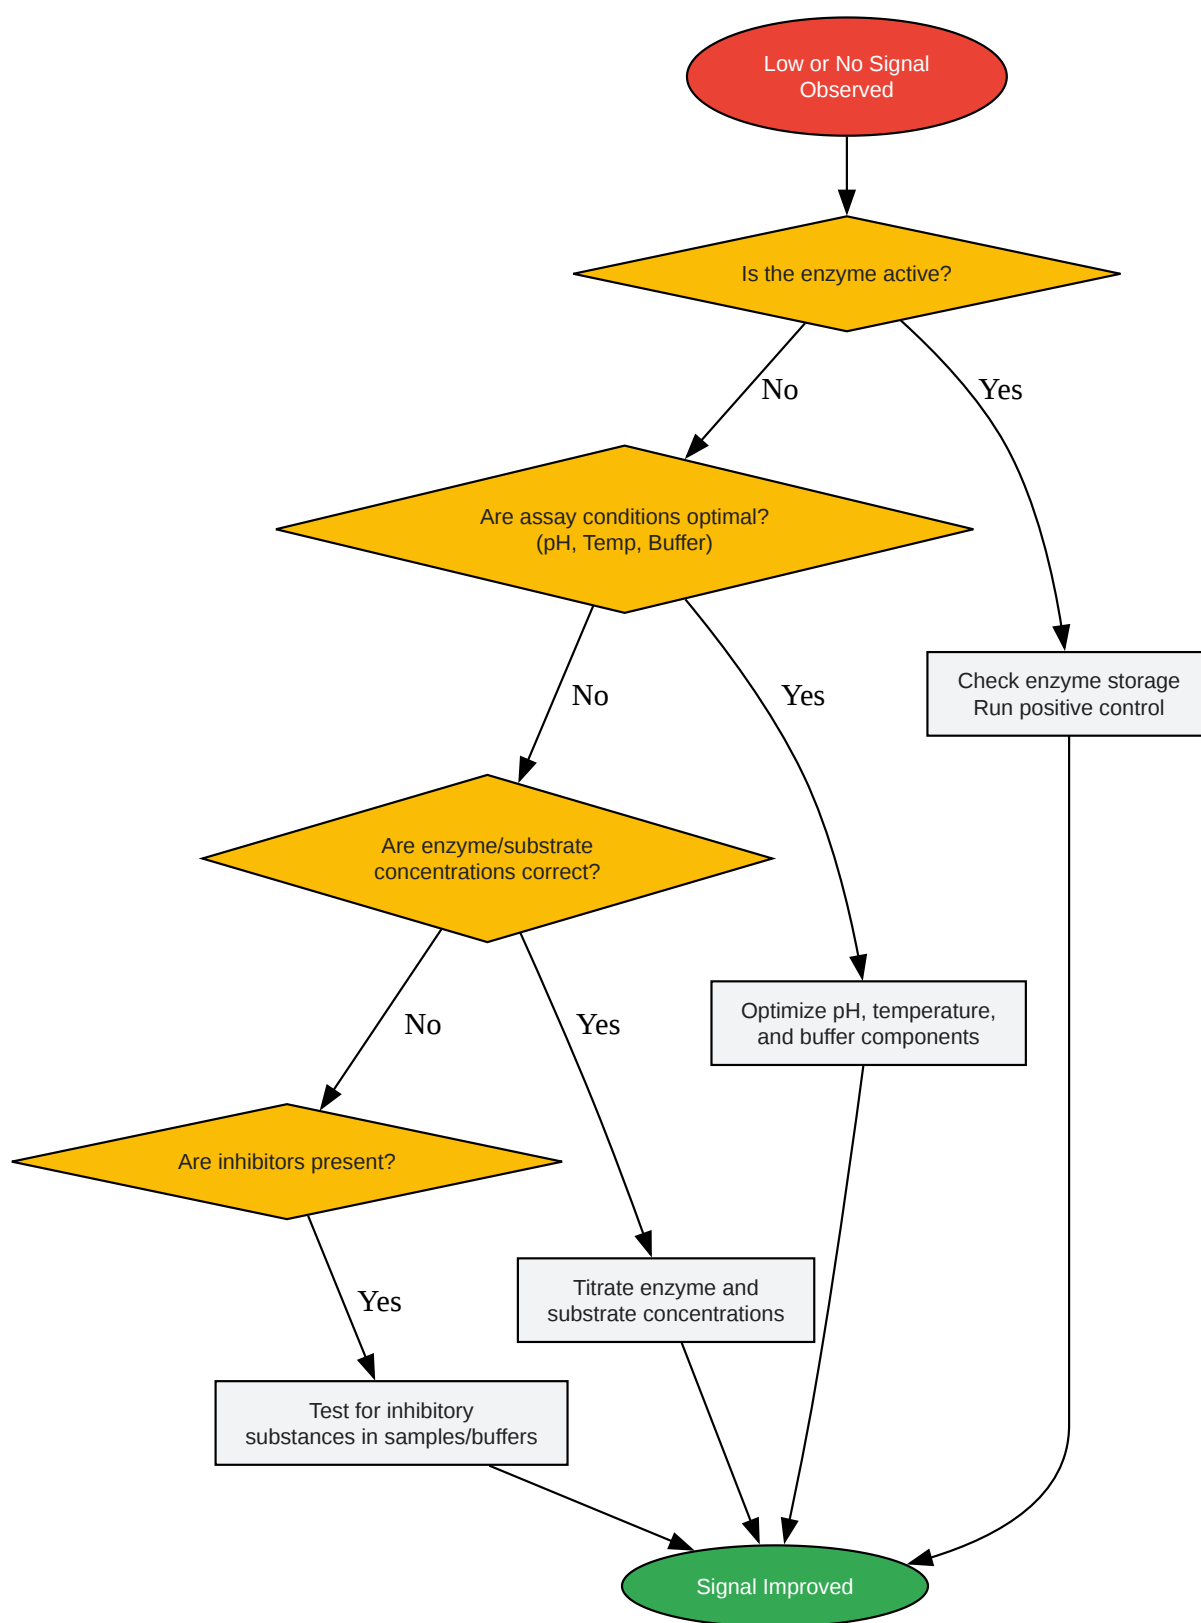 Low or No Signal
Observed
Is the enzyme active?
No
Yes
Are assay conditions optimal?
(pH, Temp, Buffer)
No
Yes
Check enzyme storage
Run positive control
Are enzyme/substrate
concentrations correct?
No
Yes
Optimize pH, temperature,
and buffer components
Are inhibitors present?
Yes
Titrate enzyme and
substrate concentrations
Test for inhibitory
substances in samples/buffers
Signal Improved